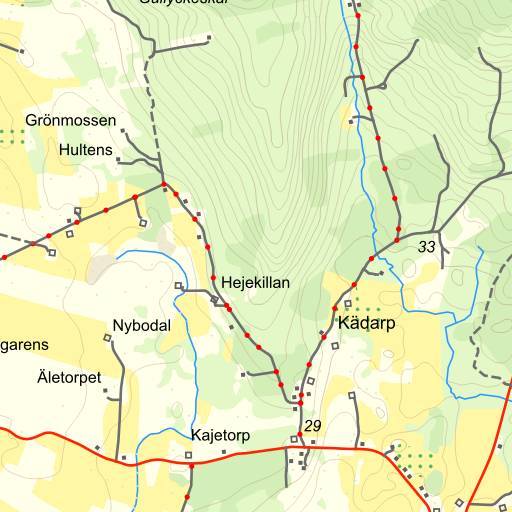 Grönmossen
Hultens
33
Hejekillan
Nybodal
Kädarp
garens
Äletorpet
29
Kajetorp